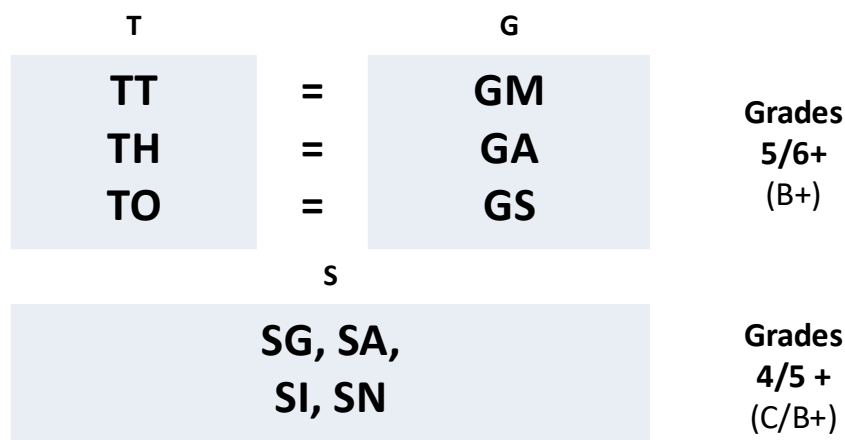 T G
TT = GM
TH = GA
TO = GS
Grades
5/6+
(B+)
S
SG, SA,
SI, SN
Grades
4/5 +
(C/B+)